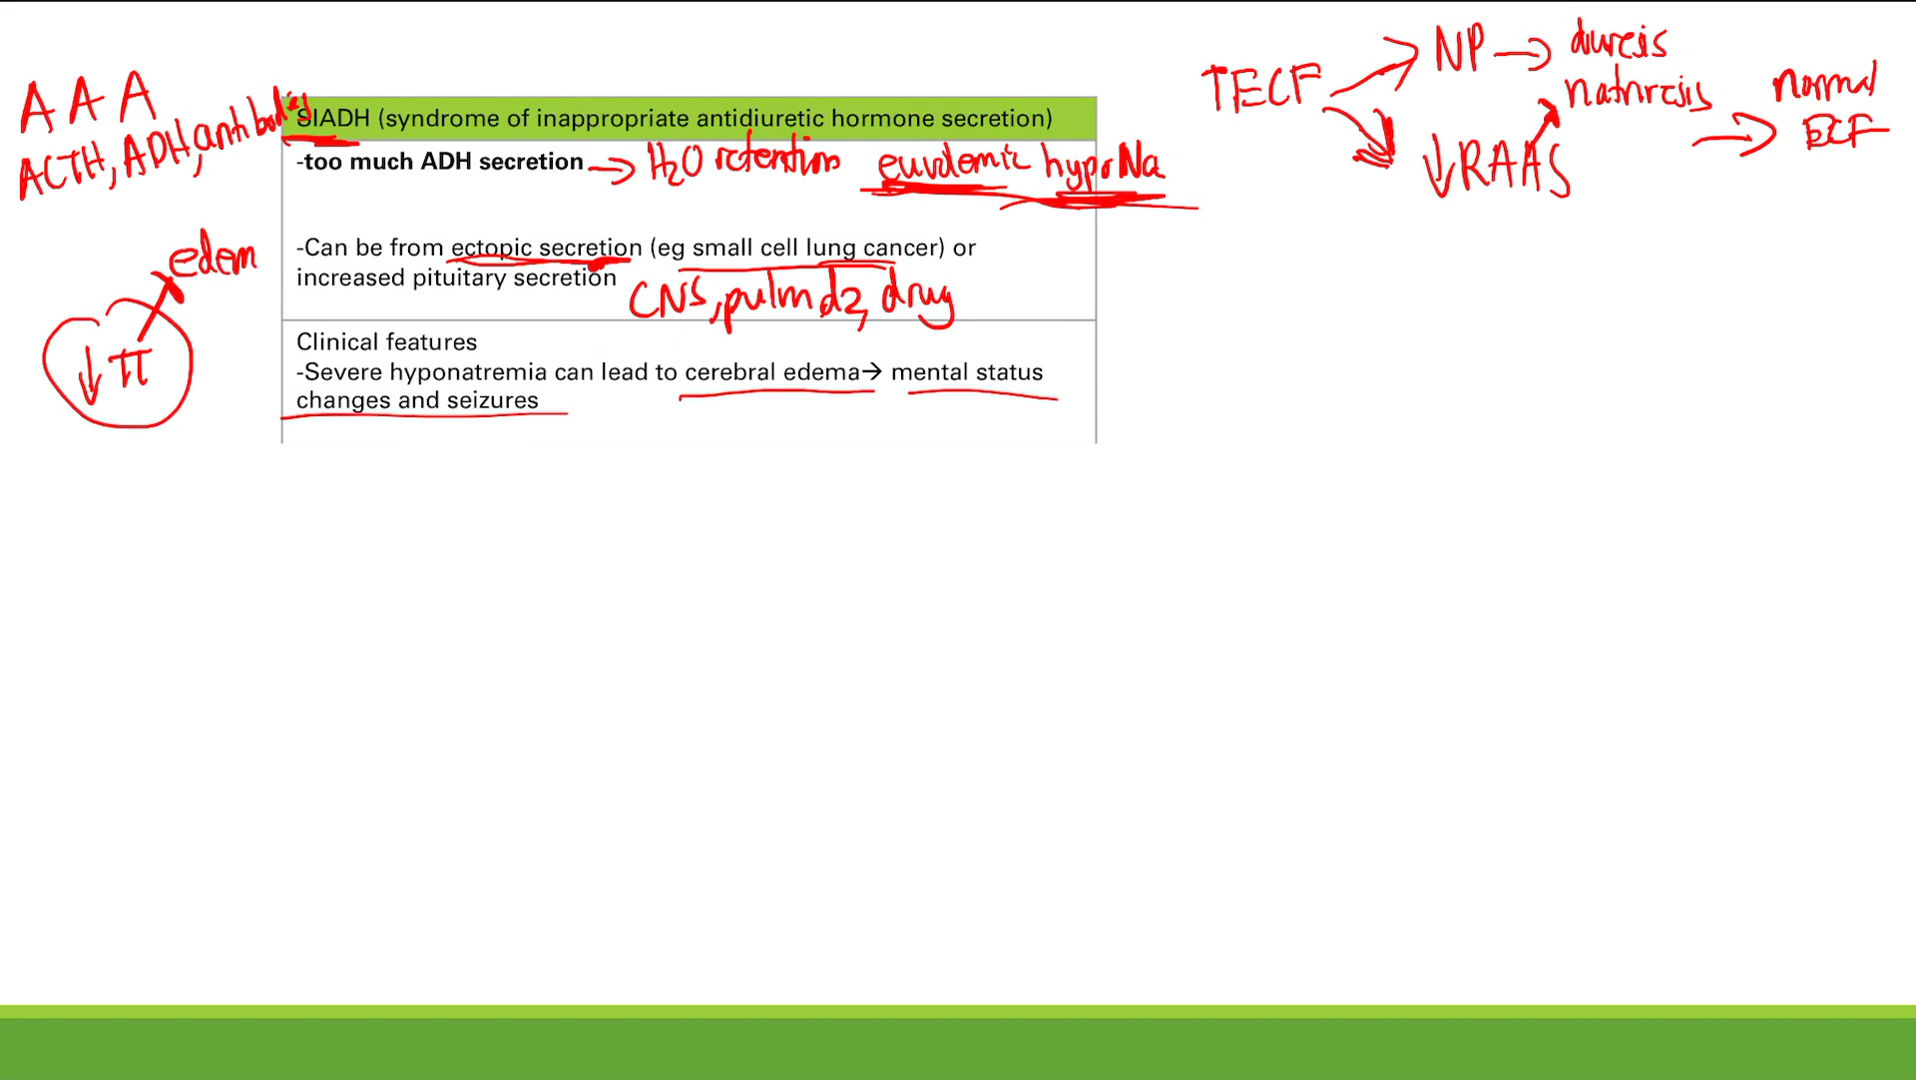 AAA
ACTH, ADH, antibodies
SIADH (syndrome of inappropriate antidiuretic hormone secretion)
-too much ADH secretion → H2O retention euvolemic hypoNa
-Can be from ectopic secretion (eg small cell lung cancer) or
increased pituitary secretion
CNS, pulm dz, drug
Clinical features
-Severe hyponatremia can lead to cerebral edema→ mental status
changes and seizures
edem
↓ π
↑ECF → NP → diuresis
natriuresis → normal
ECF
↓RAAS